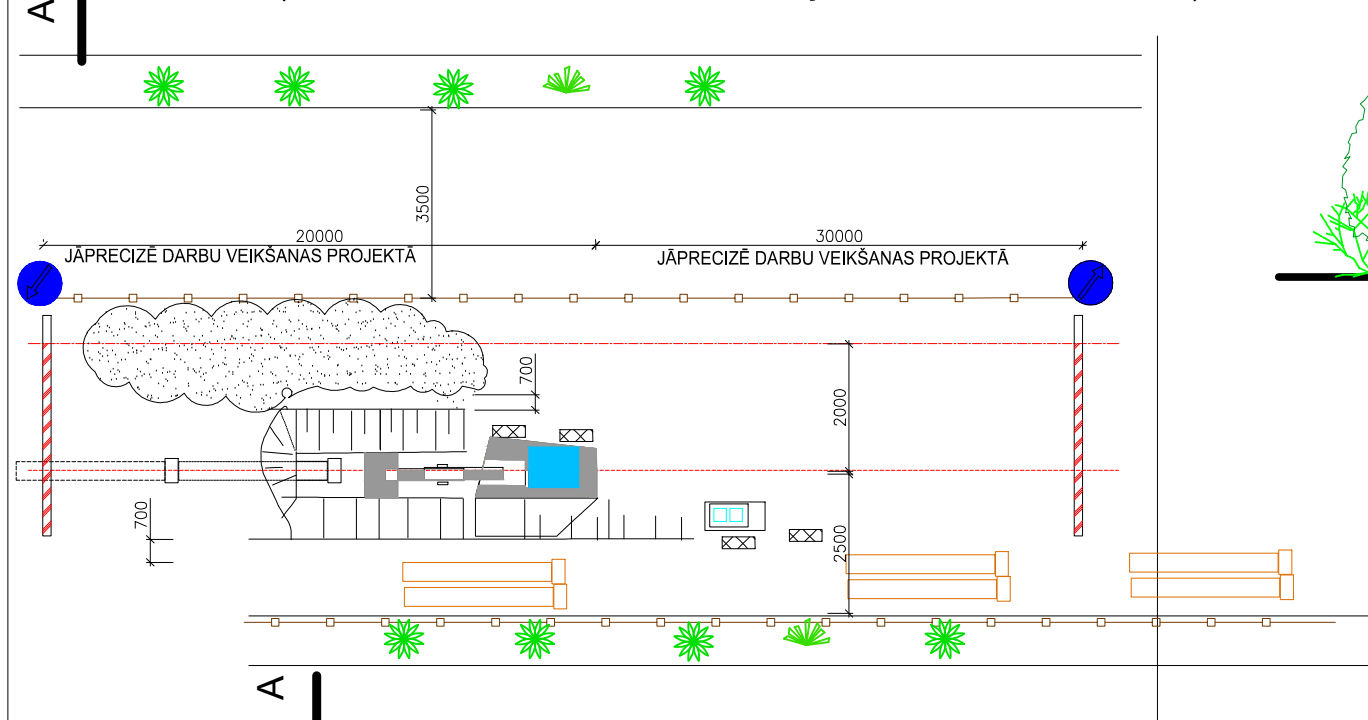 A
3500
20000
30000
JĀPRECIZĒ DARBU VEIKŠANAS PROJEKTĀ
JĀPRECIZĒ DARBU VEIKŠANAS PROJEKTĀ
700
2000
700
2500
A